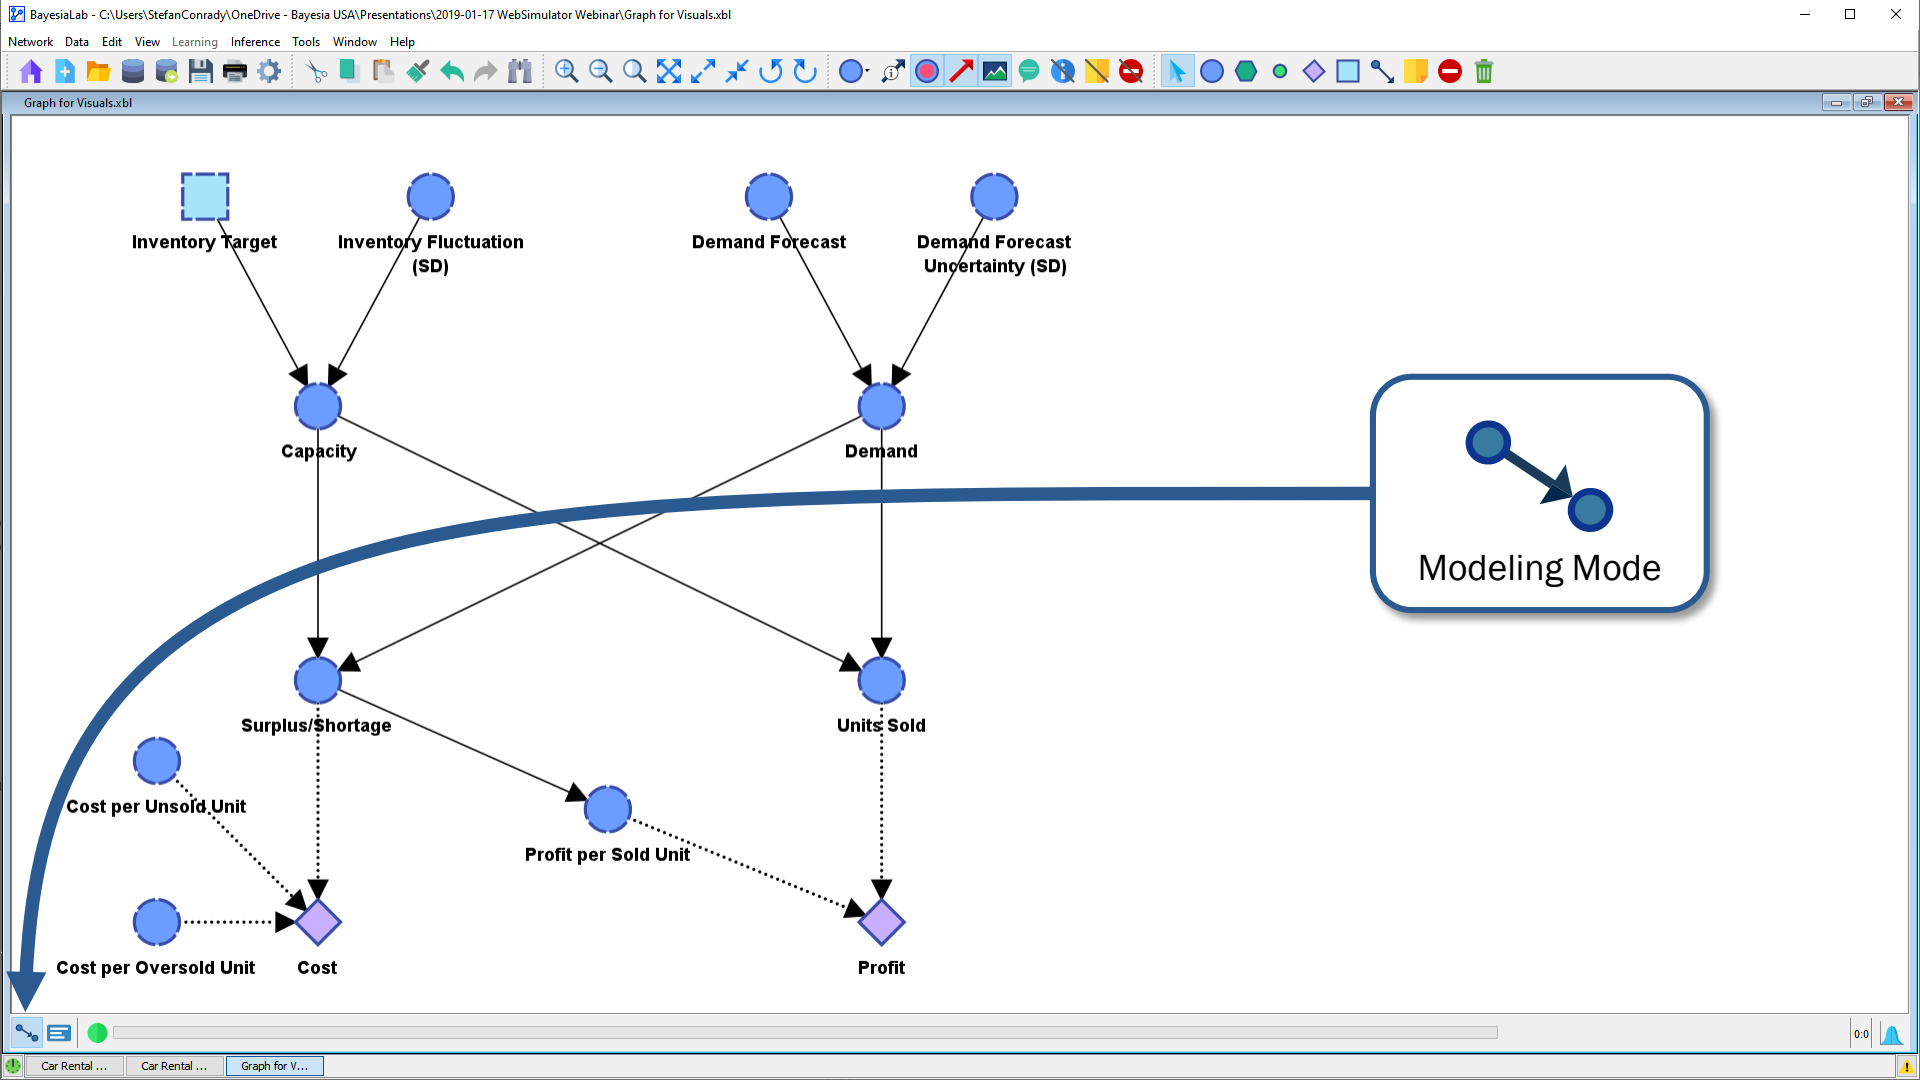 BayesiaLab - C:\Users\StefanConrady\OneDrive - Bayesia USA\Presentations\2019-01-17 WebSimulator Webinar\Graph for Visuals.xbl
Network Data Edit View Learning Inference Tools Window Help
Graph for Visuals.xbl
Inventory Target
Inventory Fluctuation
(SD)
Demand Forecast
Demand Forecast
Uncertainty (SD)
Capacity
Demand
Modeling Mode
Surplus/Shortage
Units Sold
Cost per Unsold Unit
Profit per Sold Unit
Cost per Oversold Unit
Cost
Profit
0:0
Car Rental ...
Car Rental ...
Graph for V...